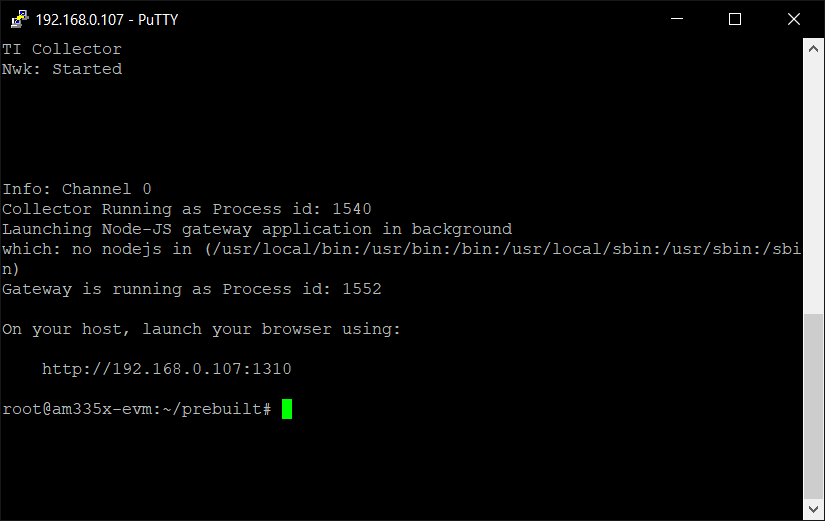 192.168.0.107 - PuTTY
TI Collector
Nwk: Started
Info: Channel 0
Collector Running as Process id: 1540
Launching Node-JS gateway application in background
which: no nodejs in (/usr/local/bin:/usr/bin:/bin:/usr/local/sbin:/usr/sbin:/sbi
n)
Gateway is running as Process id: 1552
On your host, launch your browser using:
http://192.168.0.107:1310
root@am335x-evm:~/prebuilt#